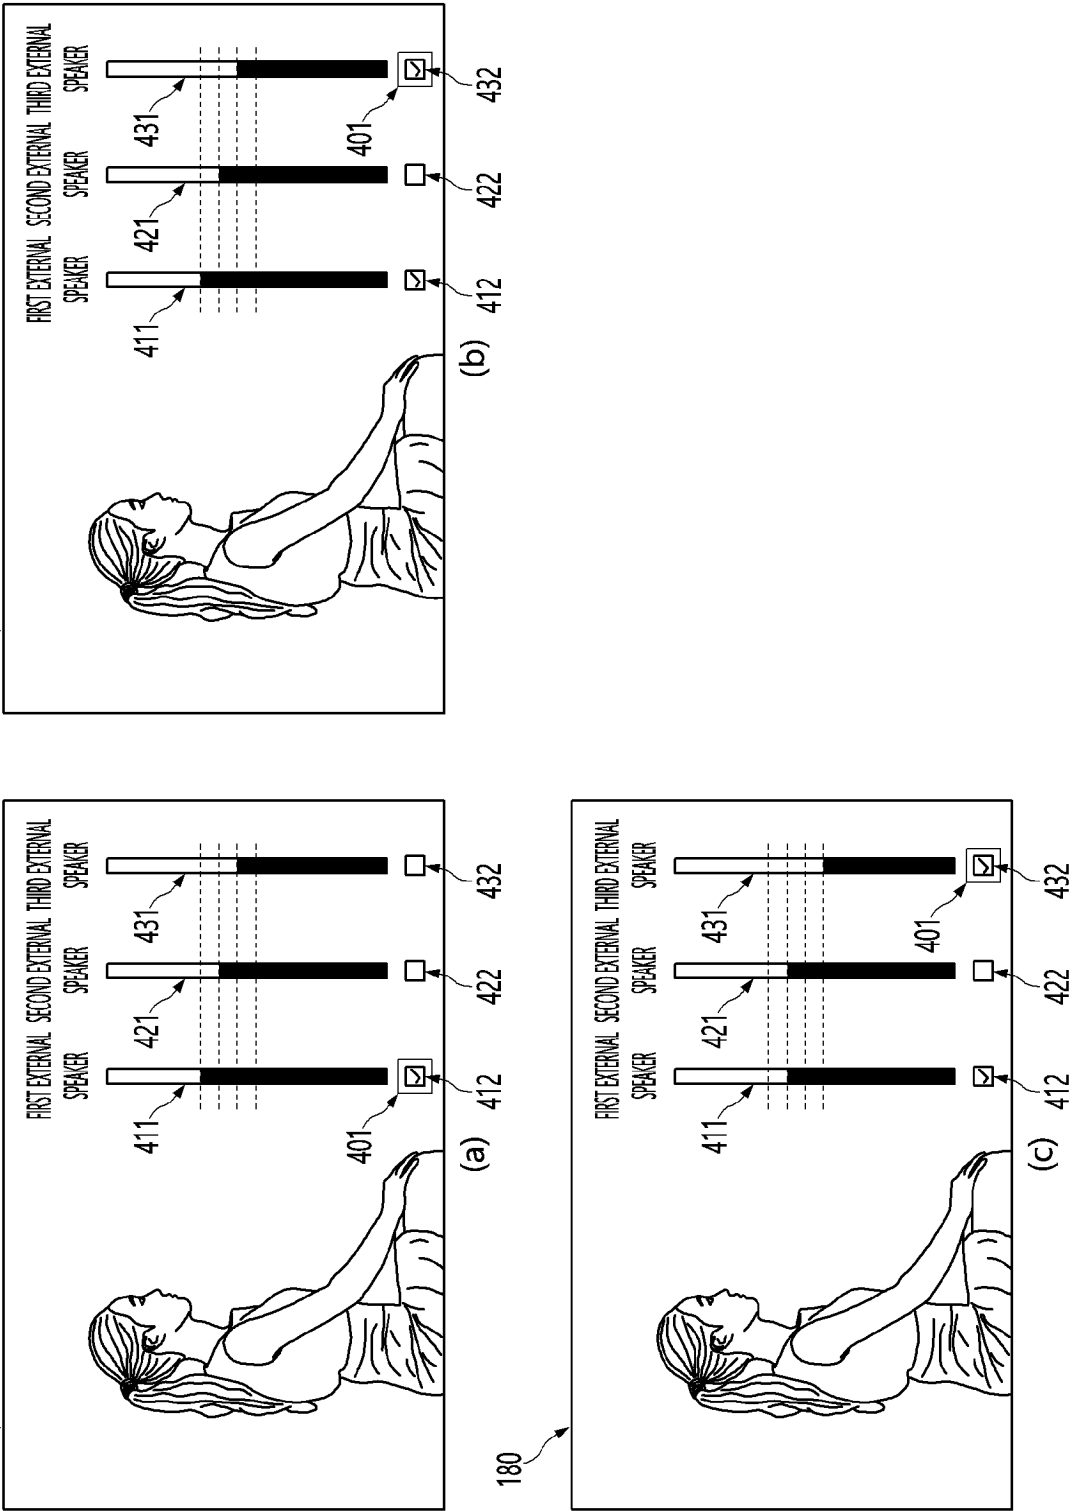 FIRST EXTERNAL SPEAKER
SECOND EXTERNAL SPEAKER
THIRD EXTERNAL SPEAKER
411
421
431
401
412
422
432
(a)
FIRST EXTERNAL SPEAKER
SECOND EXTERNAL SPEAKER
THIRD EXTERNAL SPEAKER
411
421
431
401
412
422
432
(b)
180
FIRST EXTERNAL SPEAKER
SECOND EXTERNAL SPEAKER
THIRD EXTERNAL SPEAKER
411
421
431
401
412
422
432
(c)